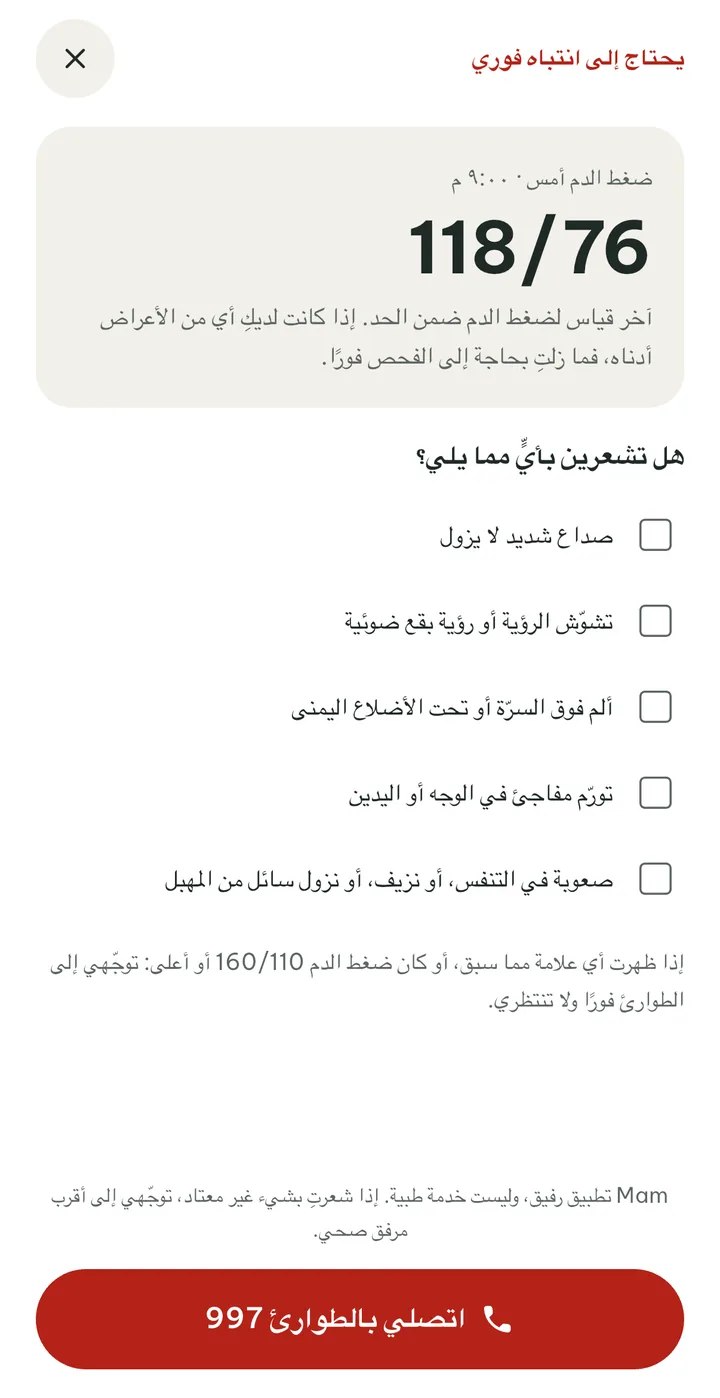 يحتاج إلى انتباه فوري
ضغط الدم أمس · ٩:٠٠ م
118/76
آخر قياس لضغط الدم ضمن الحد. إذا كانت لديكِ أي من الأعراض
أدناه، فما زلتِ بحاجة إلى الفحص فورًا.
هل تشعرين بأيٍّ مما يلي؟
صداع شديد لا يزول
تشوّش الرؤية أو رؤية بقع ضوئية
ألم فوق السرّة أو تحت الأضلاع اليمنى
تورّم مفاجئ في الوجه أو اليدين
صعوبة في التنفس، أو نزيف، أو نزول سائل من المهبل
إذا ظهرت أي علامة مما سبق، أو كان ضغط الدم 160/110 أو أعلى: توجّهي إلى
الطوارئ فورًا ولا تنتظري.
Mam تطبيق رفيق، وليست خدمة طبية. إذا شعرتِ بشيء غير معتاد، توجّهي إلى أقرب
مرفق صحي.
اتصلي بالطوارئ 997